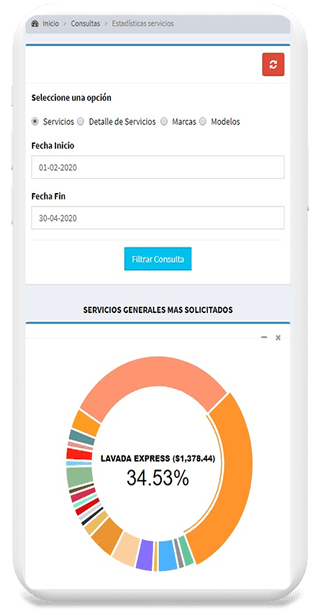 Inicio > Consultas > Estadísticas servicios
Seleccione una opción
Servicios Detalle de Servicios Marcas Modelos
Fecha Inicio
01-02-2020
Fecha Fin
30-04-2020
Filtrar Consulta
SERVICIOS GENERALES MAS SOLICITADOS
LAVADA EXPRESS ($1,378.44)
34.53%